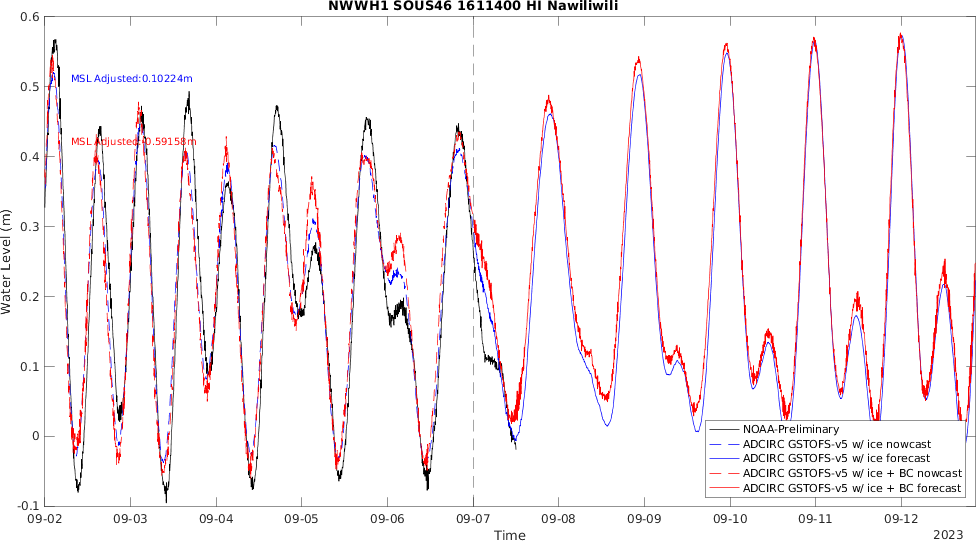 NWWH1 SOUS46 1611400 HI Nawiliwili
0.6
0.5
0.4
0.3
0.2
0.1
0
-0.1
Water Level (m)
MSL Adjusted:0.10224m
MSL Adjusted:-0.59158m
NOAA-Preliminary
ADCIRC GSTOFS-v5 w/ ice nowcast
ADCIRC GSTOFS-v5 w/ ice forecast
ADCIRC GSTOFS-v5 w/ ice + BC nowcast
ADCIRC GSTOFS-v5 w/ ice + BC forecast
09-02 09-03 09-04 09-05 09-06 09-07 09-08 09-09 09-10 09-11 09-12
Time
2023